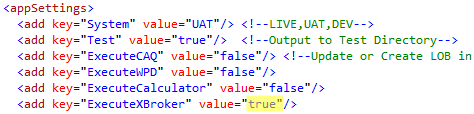 <appSettings>
<add key="System" value="UAT"/> <!--LIVE,UAT,DEV-->
<add key="Test" value="true"/> <!--Output to Test Directory-->
<add key="ExecuteCAQ" value="false"/> <!--Update or Create LOB in
<add key="ExecuteWPD" value="false"/>
<add key="ExecuteCalculator" value="false"/>
<add key="ExecuteXBroker" value="true"/>